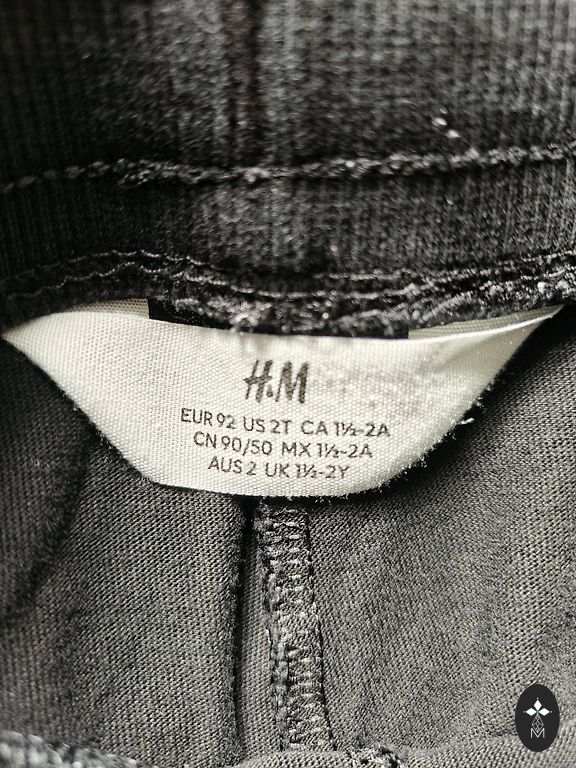 H&M
EUR 92 US 2T CA 1½-2A
CN 90/50 MX 1½-2A
AUS 2 UK 1½-2Y
M